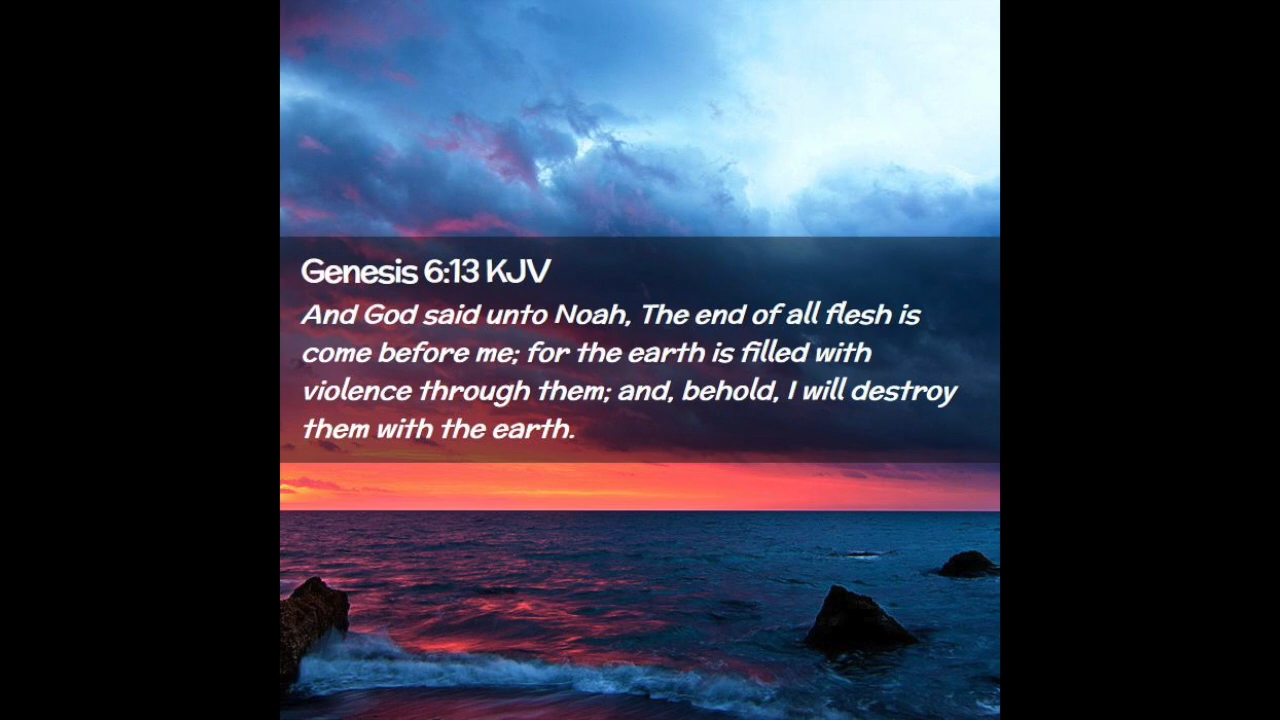 Genesis 6:13 KJV
And God said unto Noah, The end of all flesh is
come before me; for the earth is filled with
violence through them; and, behold, I will destroy
them with the earth.